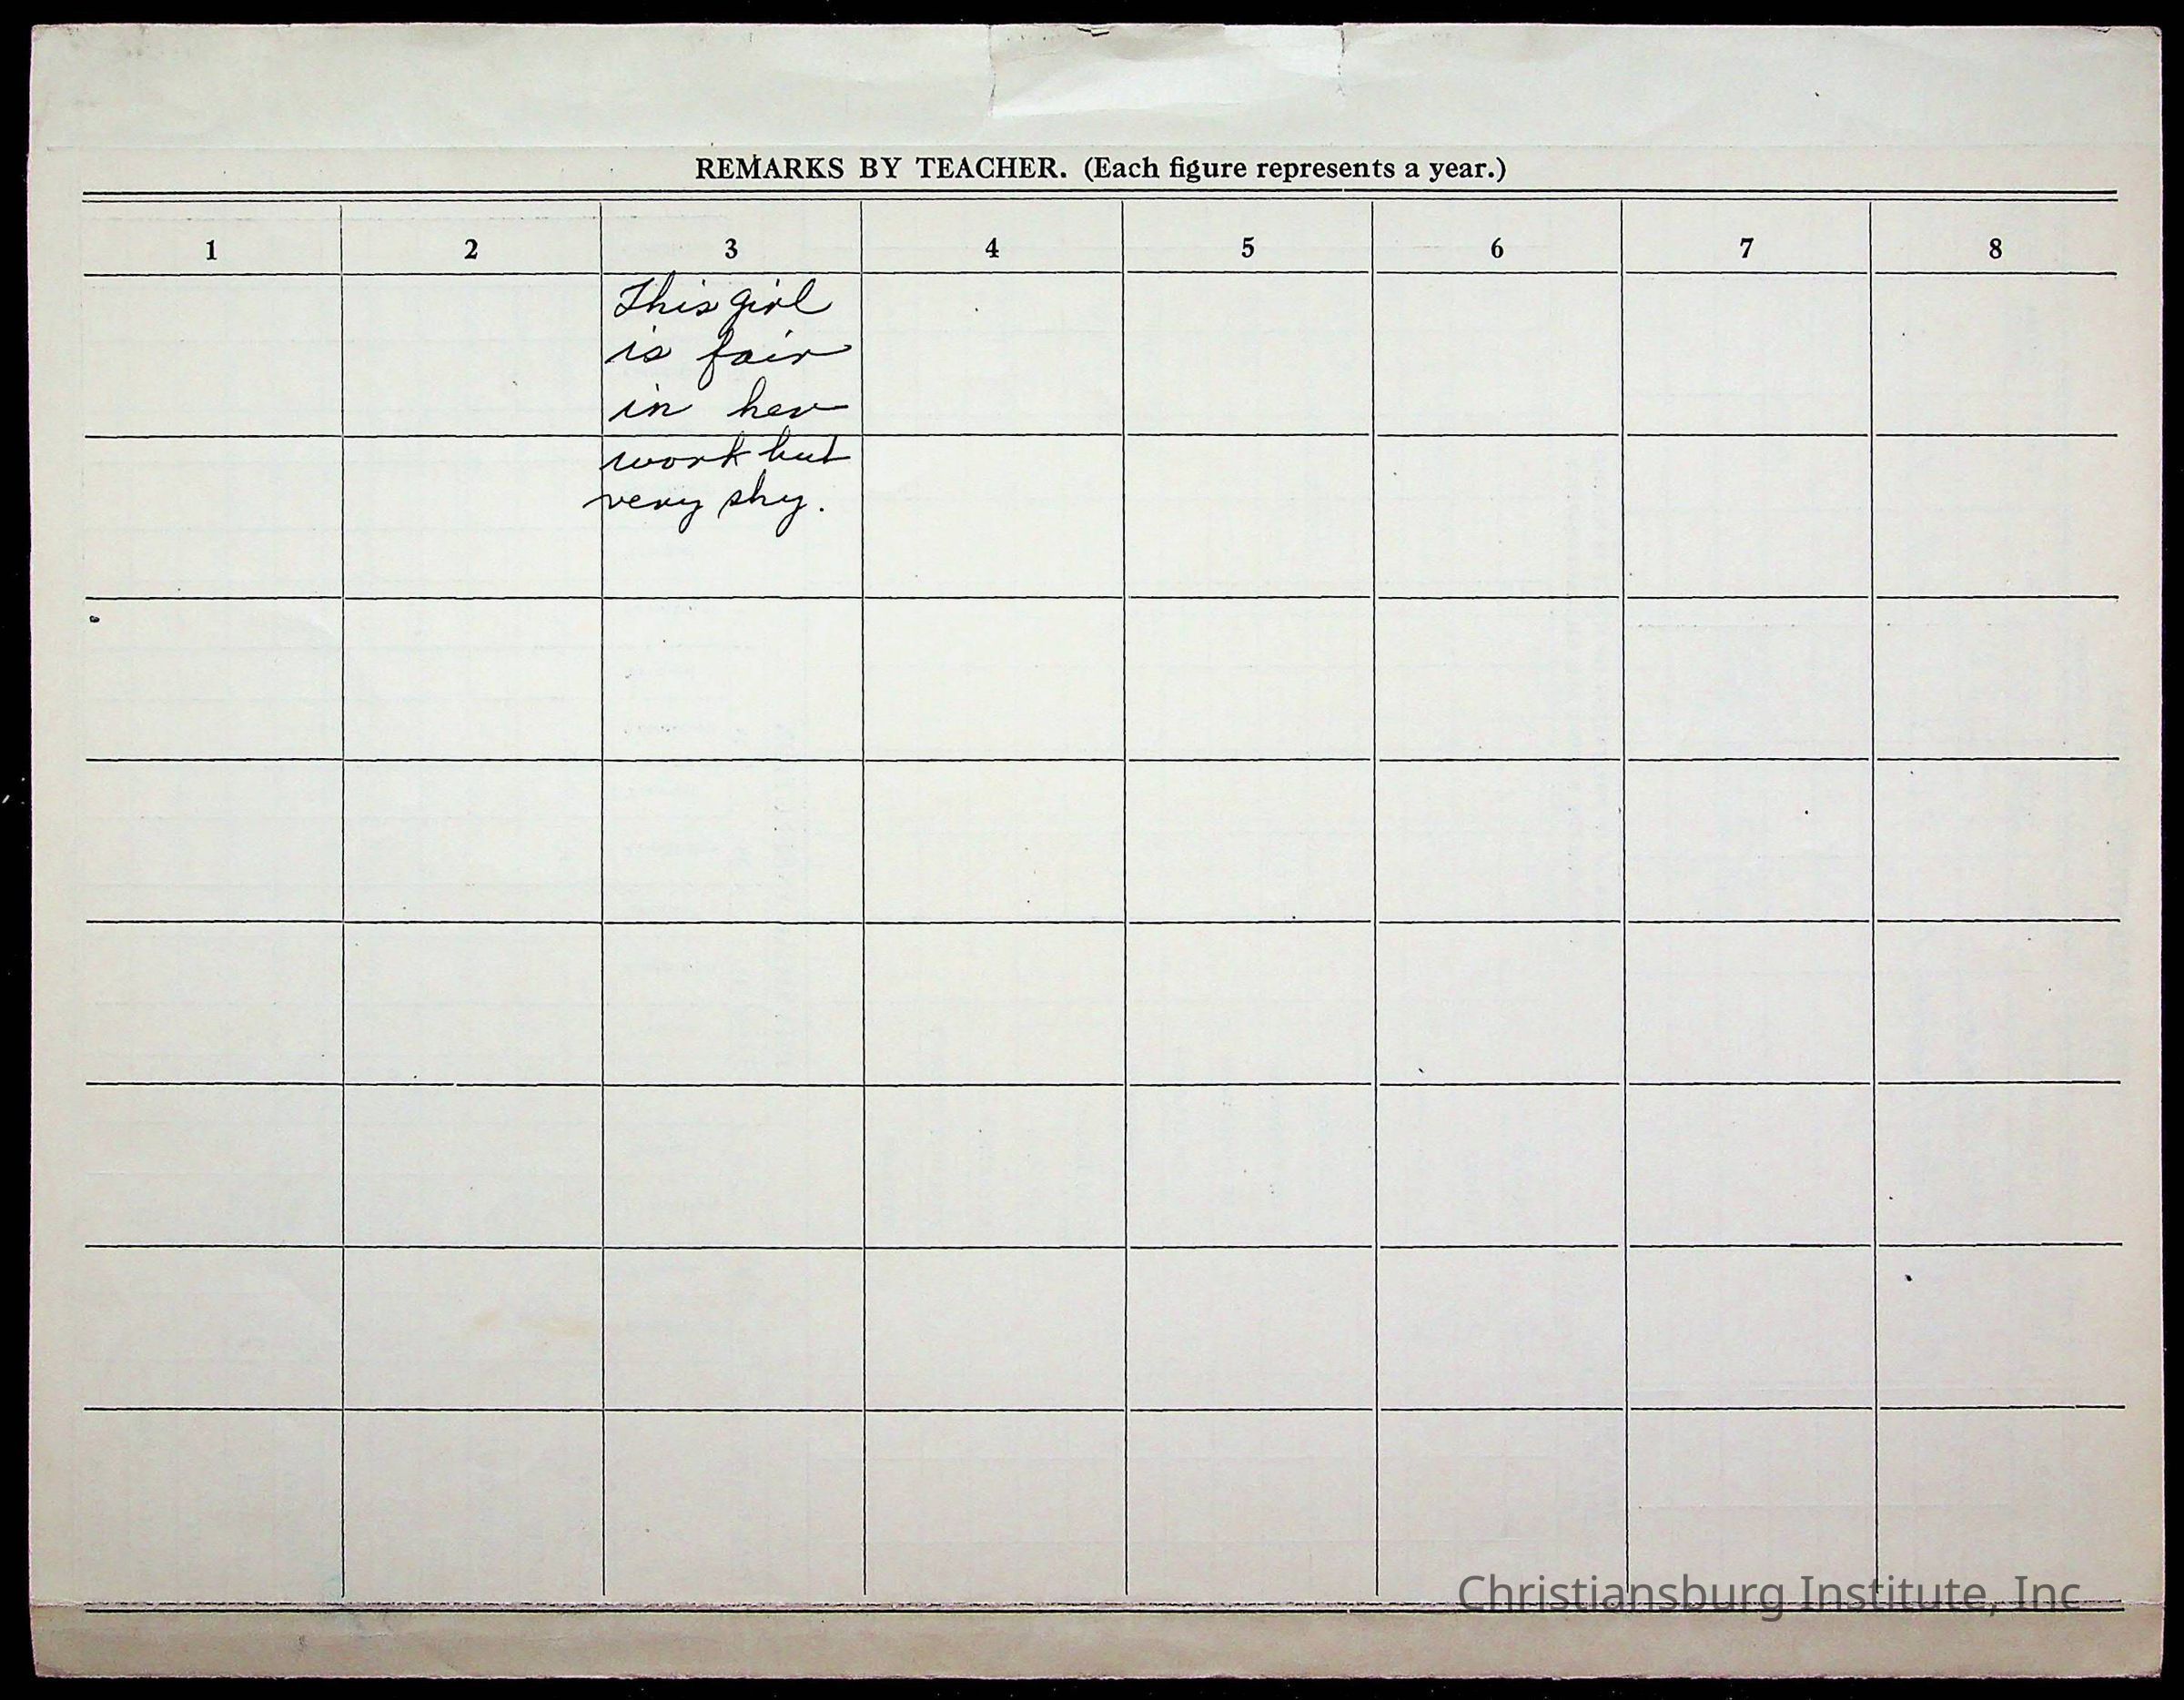 REMARKS BY TEACHER. (Each figure represents a year.)
1 2 3 4 5 6 7 8
This girl
is fair
in her
work but
very shy.
Christiansburg Institute, Inc